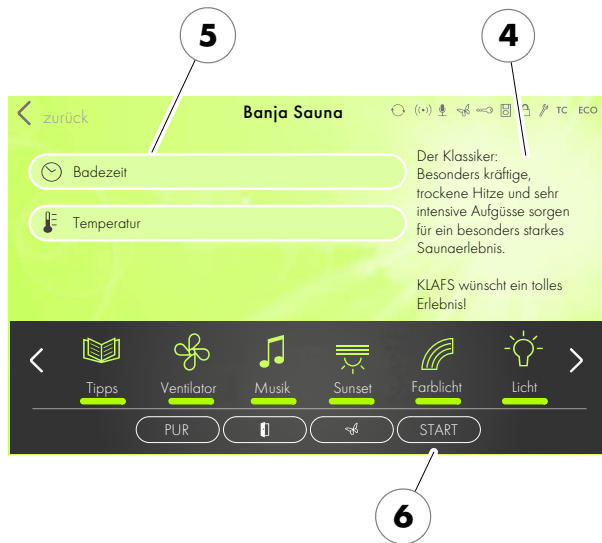 5
4
zurück
Banja Sauna
TC ECO
Badezeit
Temperatur
Der Klassiker:
Besonders kräftige,
trockene Hitze und sehr
intensive Aufgüsse sorgen
für ein besonders starkes
Saunaerlebnis.
KLAFS wünscht ein tolles
Erlebnis!
Tipps
Ventilator
Musik
Sunset
Farblicht
Licht
PUR
START
6